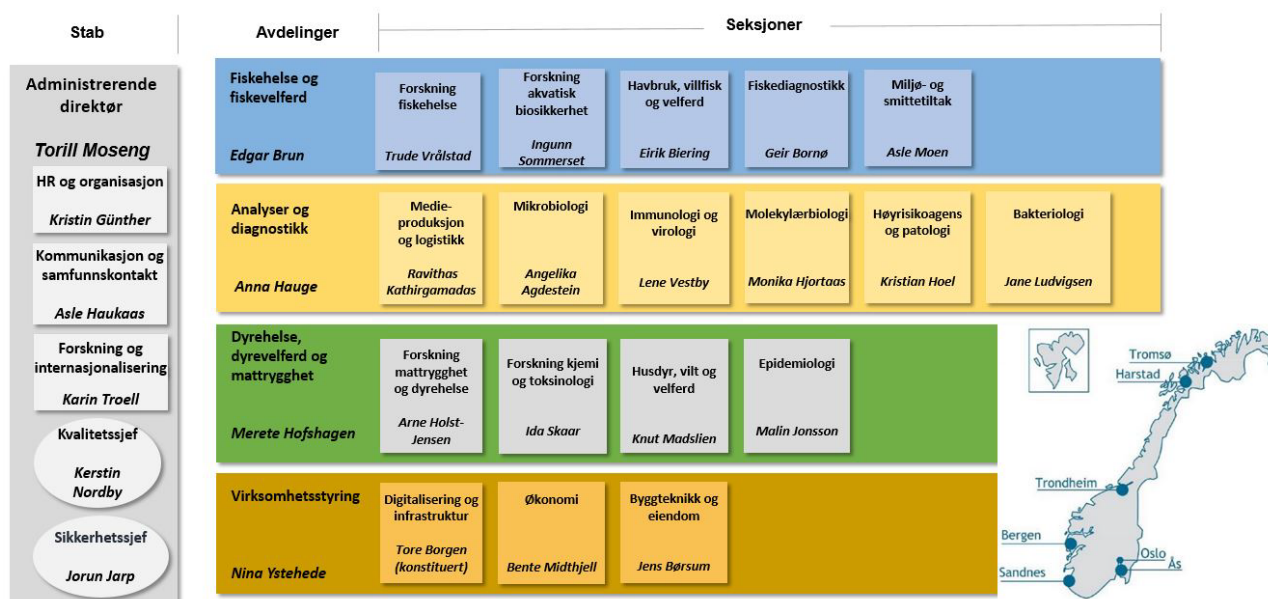 Stab
Avdelinger
Seksjoner
Administrerende
direktør
Torill Moseng
HR og organisasjon
Kristin Günther
Kommunikasjon og
samfunnskontakt
Asle Haukaas
Forskning og
internasjonalisering
Karin Troell
Kvalitetssjef
Kerstin
Nordby
Sikkerhetssjef
Jorun Jarp
Fiskehelse og
fiskevelferd
Edgar Brun
Forskning
fiskehelse
Trude Vrålstad
Forskning
akvatisk
biosikkerhet
Ingunn
Sommerset
Havbruk, villfisk
og velferd
Eirik Biering
Fiskediagnostikk
Geir Bornø
Miljø- og
smittetiltak
Asle Moen
Analyser og
diagnostikk
Anna Hauge
Medie-
produksjon
og logistikk
Ravithas
Kathirgamadas
Mikrobiologi
Angelika
Agdestein
Immunologi og
virologi
Lene Vestby
Molekylærbiologi
Monika Hjortaas
Høyrisikoagens
og patologi
Kristian Hoel
Bakteriologi
Jane Ludvigsen
Dyrehelse,
dyrevelferd og
mattrygghet
Merete Hofshagen
Forskning
mattrygghet
og dyrehelse
Arne Holst-
Jensen
Forskning kjemi
og toksinologi
Ida Skaar
Husdyr, vilt og
velferd
Knut Madslien
Epidemiologi
Malin Jonsson
Virksomhetsstyring
Nina Ystehede
Digitalisering og
infrastruktur
Tore Borgen
(konstituert)
Økonomi
Bente Midthjell
Byggteknikk og
eiendom
Jens Børsum
Tromsø
Harstad
Trondheim
Bergen
Oslo
Ås
Sandnes